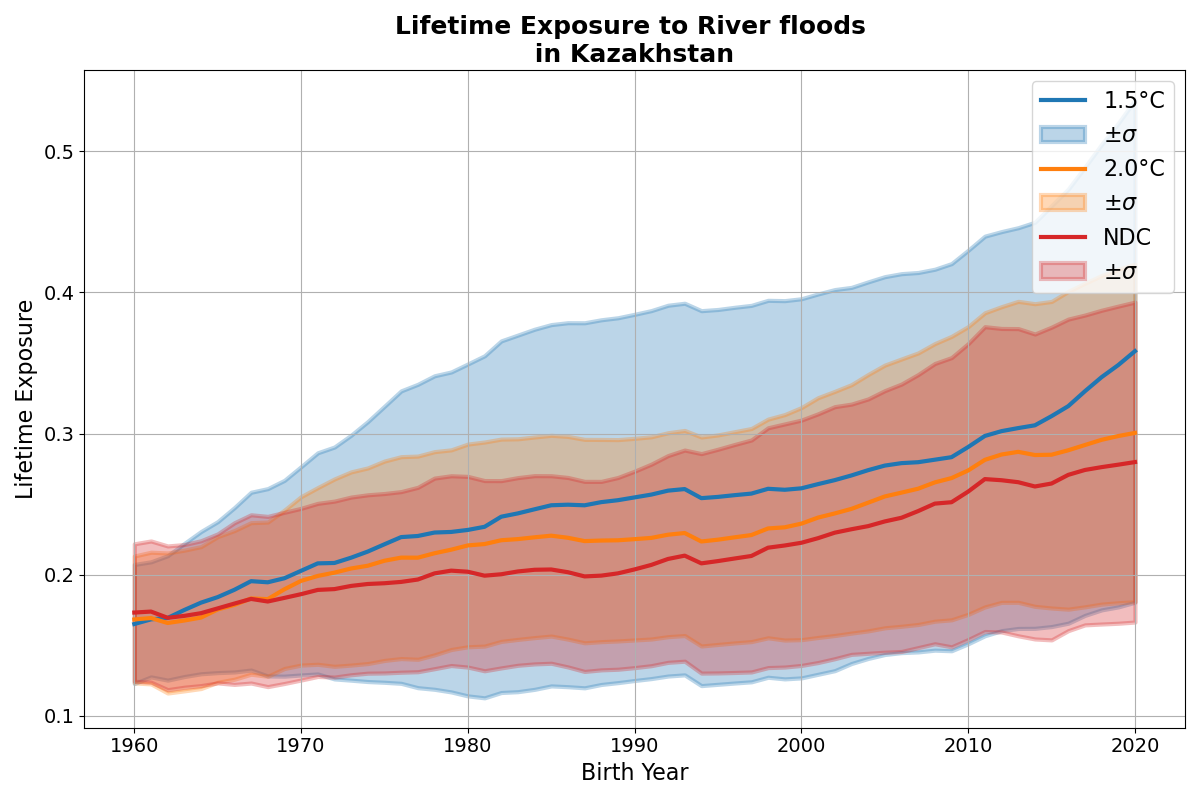 Lifetime Exposure to River floods
in Kazakhstan
1.5°C
±σ
2.0°C
±σ
NDC
±σ
Lifetime Exposure
0.5
0.4
0.3
0.2
0.1
1960 1970 1980 1990 2000 2010 2020
Birth Year